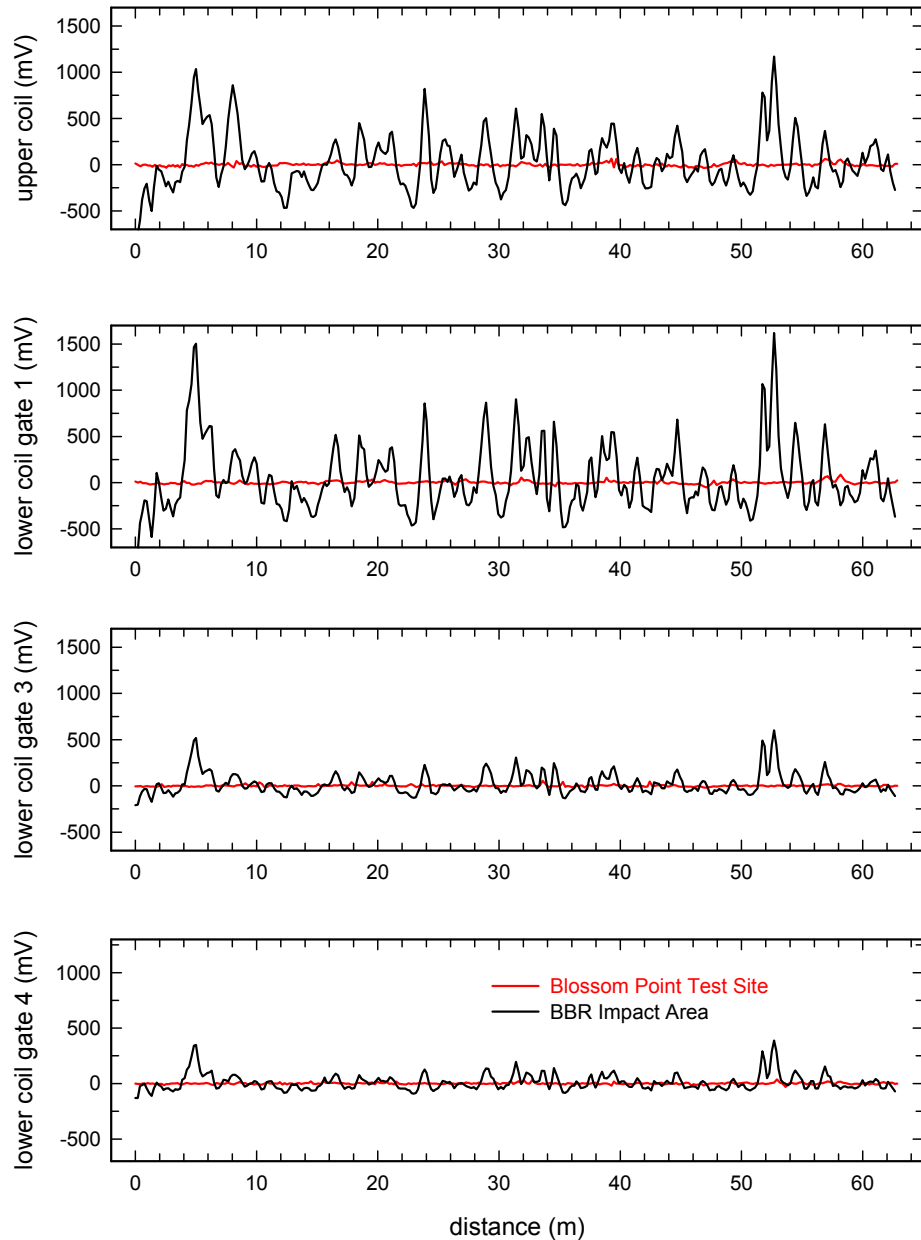 upper coil (mV)
1500
1000
500
0
-500
0 10 20 30 40 50 60
lower coil gate 1 (mV)
1500
1000
500
0
-500
0 10 20 30 40 50 60
lower coil gate 3 (mV)
1500
1000
500
0
-500
0 10 20 30 40 50 60
lower coil gate 4 (mV)
1000
500
0
-500
Blossom Point Test Site
BBR Impact Area
0 10 20 30 40 50 60
distance (m)